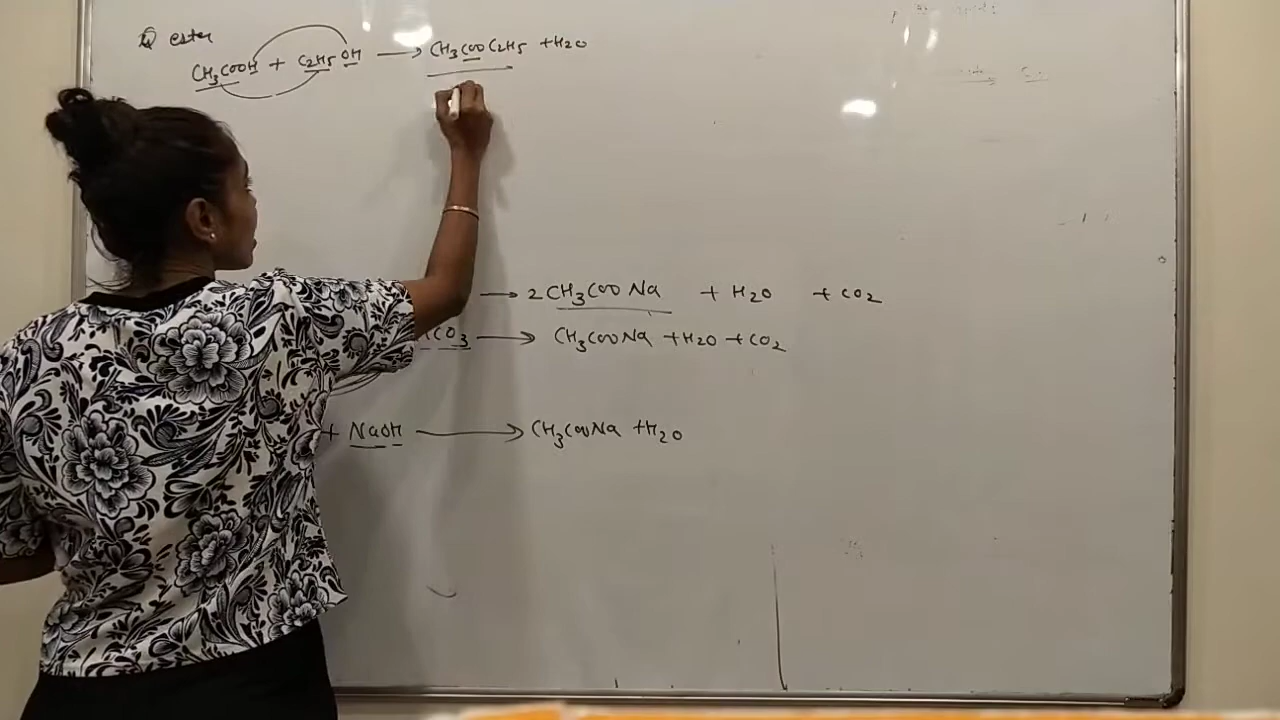 ester
CH3COOH + C2H5OH → CH3COOC2H5 + H2O
→ 2CH3COONa + H2O + CO2
CO3 → CH3COONa + H2O + CO2
+ NaOH → CH3COONa + H2O